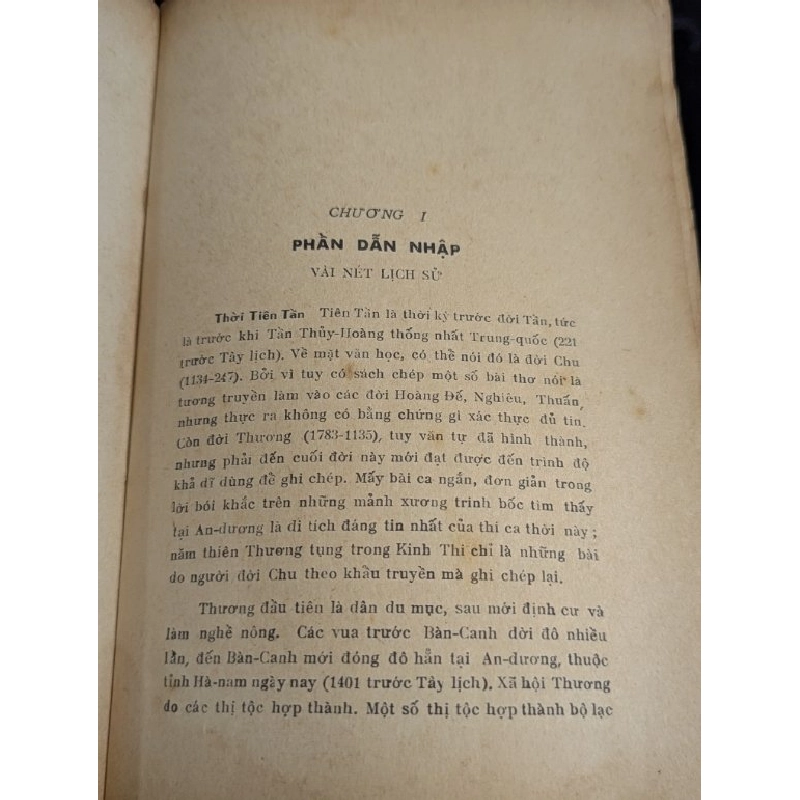 CHƯƠNG I
PHẦN DẪN NHẬP
VÀI NÉT LỊCH SỬ
Thời Tiên Tần Tiên Tần là thời kỳ trước đời Tần, tức
là trước khi Tần Thủy-Hoàng thống nhất Trung-quốc (221
trước Tây lịch). Về mặt văn học, có thể nói đó là đời Chu
(1134-247). Bởi vì tuy có sách chép một số bài thơ nói là
tương truyền làm vào các đời Hoàng Đế, Nghiêu, Thuấn,
nhưng thực ra không có bằng chứng gì xác thực đủ tin.
Còn đời Thương (1783-1135), tuy văn tự đã hình thành,
nhưng phải đến cuối đời này mới đạt được đến trình độ
khả dĩ dùng để ghi chép. Mấy bài ca ngắn, đơn giản trong
lời bói khắc trên những mảnh xương trinh bốc tìm thấy
tại An-dương là di tích đáng tin nhất của thi ca thời này ;
năm thiên Thương tụng trong Kinh Thi chỉ là những bài
do người đời Chu theo khẩu truyền mà ghi chép lại.
Thương đầu tiên là dân du mục, sau mới định cư và
làm nghề nông. Các vua trước Bàn-Canh dời đô nhiều
lần, đến Bàn-Canh mới đóng đô hẳn tại An-dương, thuộc
tỉnh Hà-nam ngày nay (1401 trước Tây lịch). Xã hội Thương
do các thị tộc hợp thành. Một số thị tộc hợp thành bộ lạc